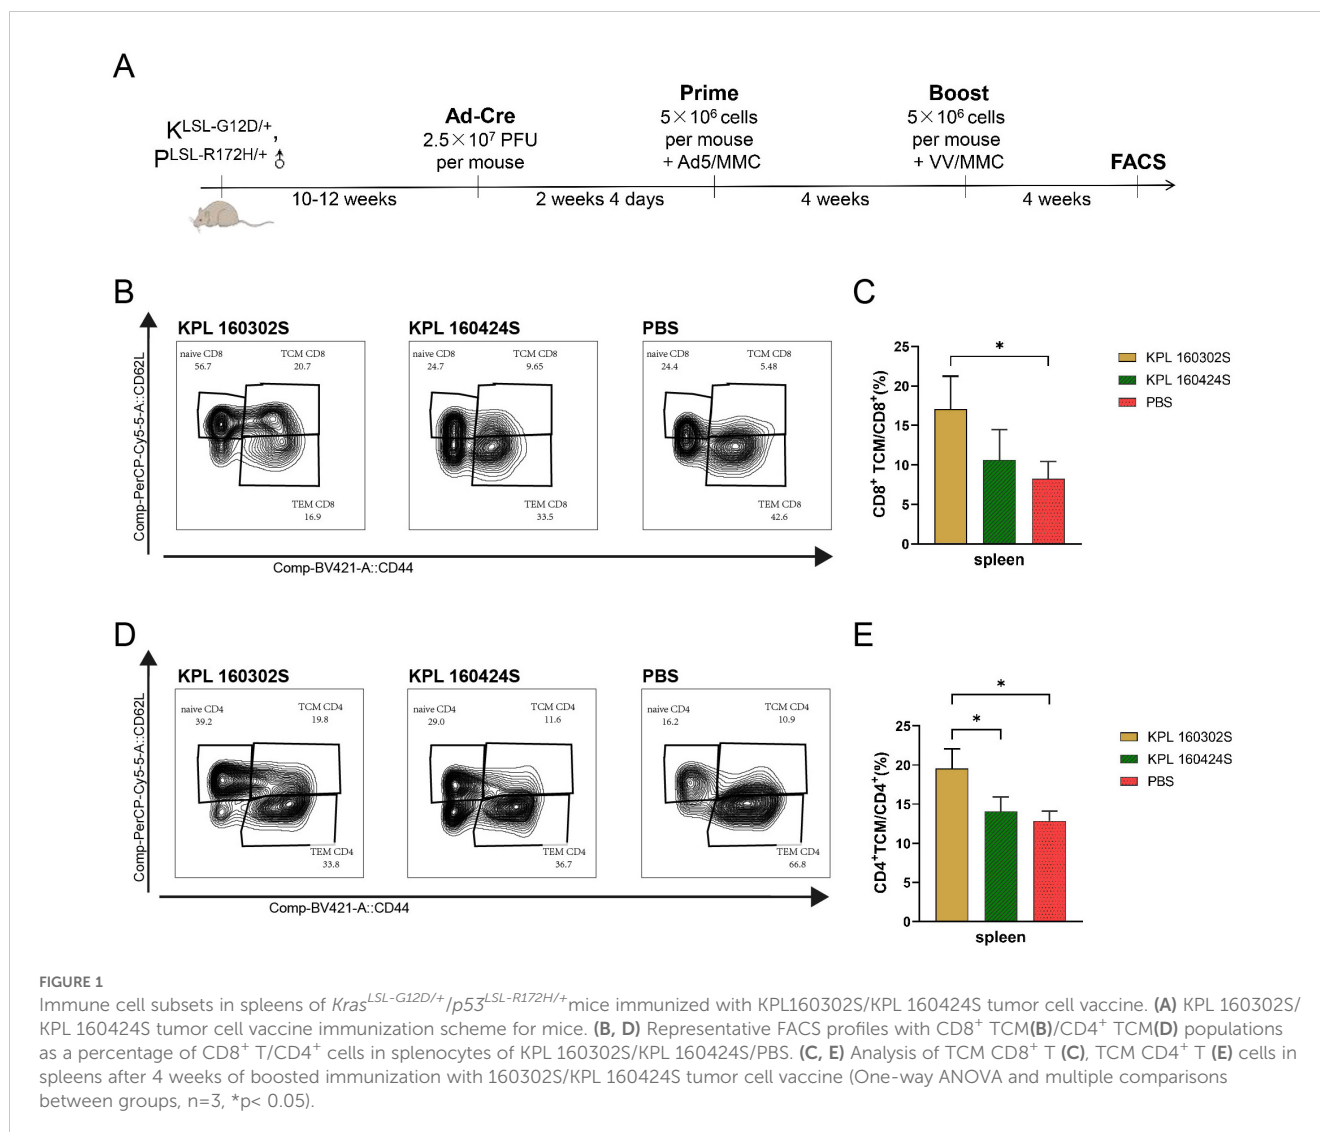 A
K^LSL-G12D/+,
P^LSL-R172H/+ ♂
Ad-Cre
2.5×10⁷ PFU
per mouse
Prime
5×10⁶ cells
per mouse
+ Ad5/MMC
Boost
5×10⁶ cells
per mouse
+ VV/MMC
FACS
10-12 weeks
2 weeks 4 days
4 weeks
4 weeks
B
Comp-PerCP-Cy5-5-A::CD62L
KPL 160302S
naive CD8
56.7
TCM CD8
20.7
TEM CD8
16.9
KPL 160424S
naive CD8
24.7
TCM CD8
9.65
TEM CD8
33.5
PBS
naive CD8
24.4
TCM CD8
5.48
TEM CD8
42.6
Comp-BV421-A::CD44
C
CD8⁺ TCM/CD8⁺(%)
25
20
15
10
5
0
*
spleen
KPL 160302S
KPL 160424S
PBS
D
Comp-PerCP-Cy5-5-A::CD62L
KPL 160302S
naive CD4
39.2
TCM CD4
19.8
TEM CD4
33.8
KPL 160424S
naive CD4
29.0
TCM CD4
11.6
TEM CD4
36.7
PBS
naive CD4
16.2
TCM CD4
10.9
TEM CD4
66.8
Comp-BV421-A::CD44
E
CD4⁺TCM/CD4⁺(%)
25
20
15
10
5
0
*
*
spleen
KPL 160302S
KPL 160424S
PBS
FIGURE 1
Immune cell subsets in spleens of Kras^LSL-G12D/+/p53^LSL-R172H/+mice immunized with KPL160302S/KPL 160424S tumor cell vaccine. (A) KPL 160302S/
KPL 160424S tumor cell vaccine immunization scheme for mice. (B, D) Representative FACS profiles with CD8⁺ TCM(B)/CD4⁺ TCM(D) populations
as a percentage of CD8⁺ T/CD4⁺ cells in splenocytes of KPL 160302S/KPL 160424S/PBS. (C, E) Analysis of TCM CD8⁺ T (C), TCM CD4⁺ T (E) cells in
spleens after 4 weeks of boosted immunization with 160302S/KPL 160424S tumor cell vaccine (One-way ANOVA and multiple comparisons
between groups, n=3, *p< 0.05).